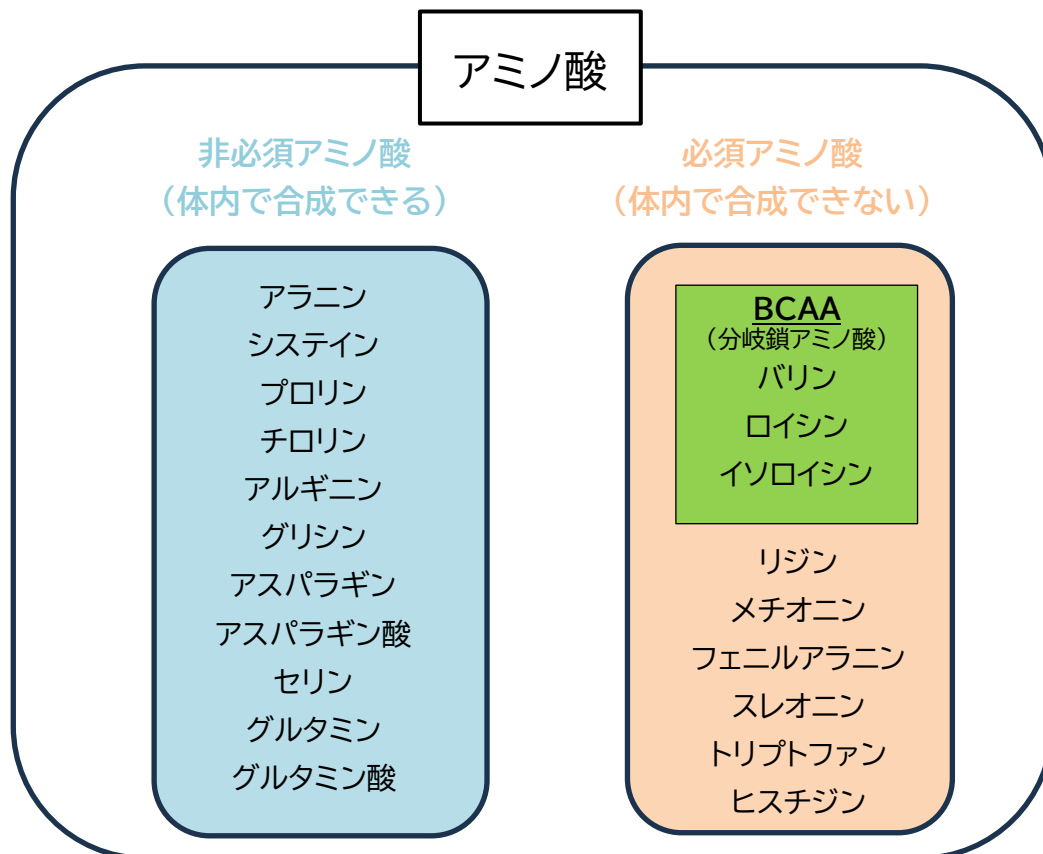 アミノ酸
非必須アミノ酸
（体内で合成できる）
アラニン
システイン
プロリン
チロリン
アルギニン
グリシン
アスパラギン
アスパラギン酸
セリン
グルタミン
グルタミン酸
必須アミノ酸
（体内で合成できない）
BCAA
（分岐鎖アミノ酸）
バリン
ロイシン
イソロイシン
リジン
メチオニン
フェニルアラニン
スレオニン
トリプトファン
ヒスチジン